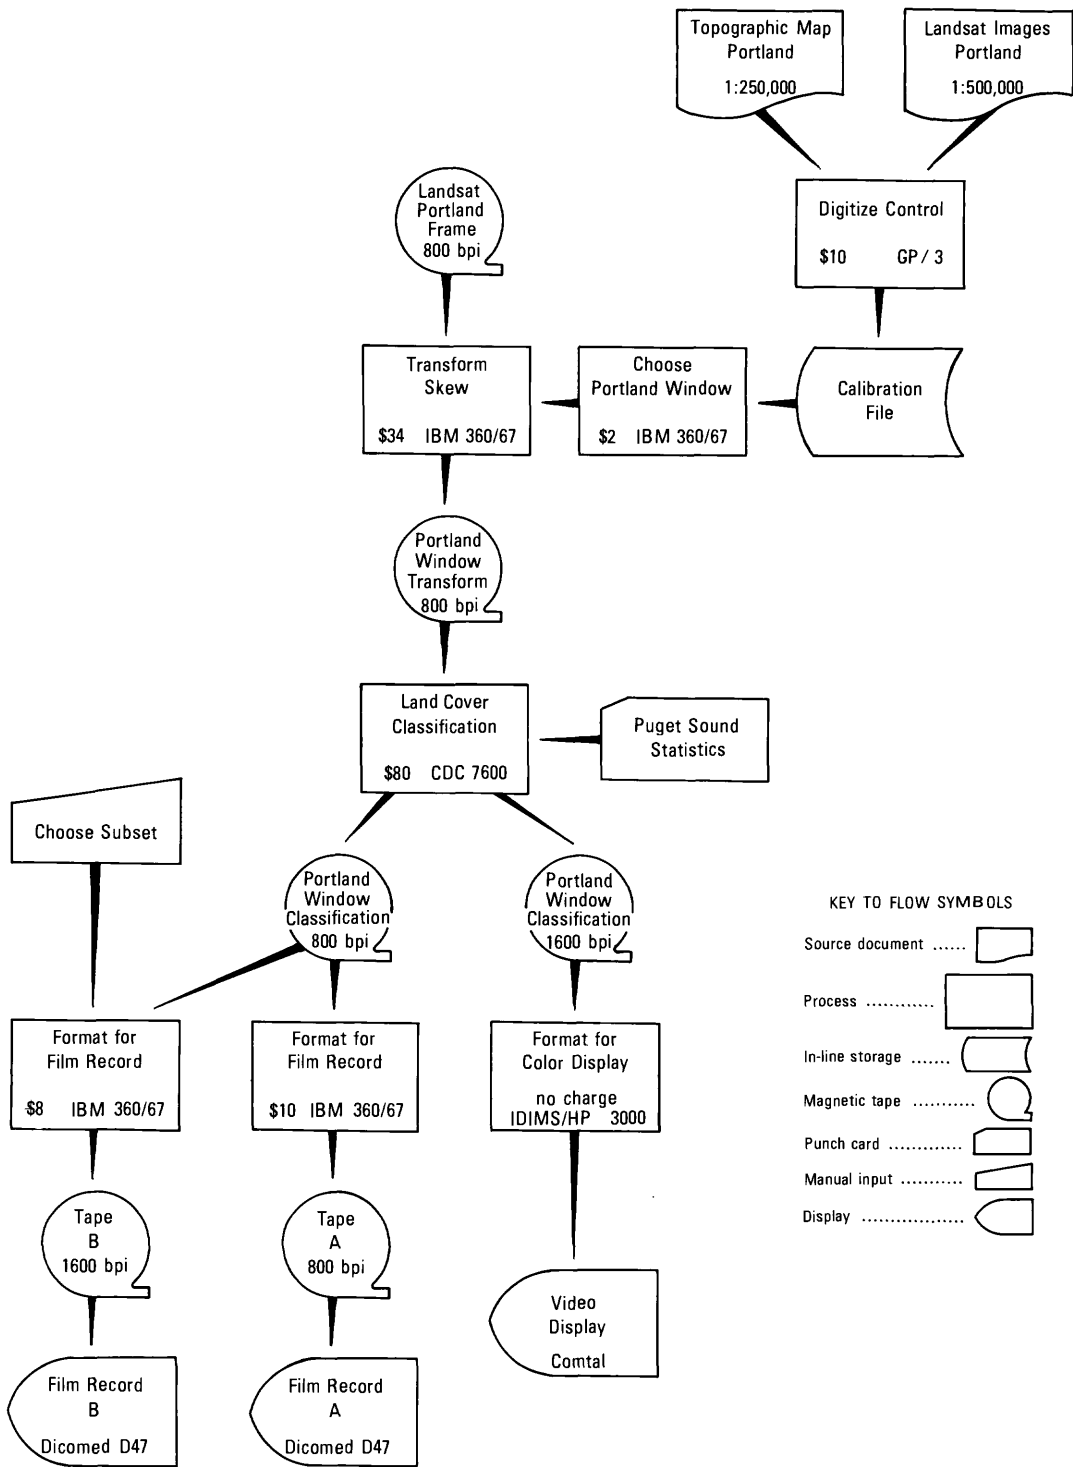 Topographic Map
Portland
1:250,000
Landsat Images
Portland
1:500,000
Digitize Control
$10 GP/3
Landsat
Portland
Frame
800 bpi
Transform
Skew
$34 IBM 360/67
Choose
Portland Window
$2 IBM 360/67
Calibration
File
Portland
Window
Transform
800 bpi
Land Cover
Classification
$80 CDC 7600
Puget Sound
Statistics
Choose Subset
Portland
Window
Classification
800 bpi
Portland
Window
Classification
1600 bpi
Format for
Film Record
$8 IBM 360/67
Format for
Film Record
$10 IBM 360/67
Format for
Color Display
no charge
IDIMS/HP 3000
Tape
B
1600 bpi
Tape
A
800 bpi
Video
Display
Comtal
Film Record
B
Dicomed D47
Film Record
A
Dicomed D47
KEY TO FLOW SYMBOLS
Source document ......
Process ............
In-line storage .......
Magnetic tape ...........
Punch card .............
Manual input ...........
Display ..................